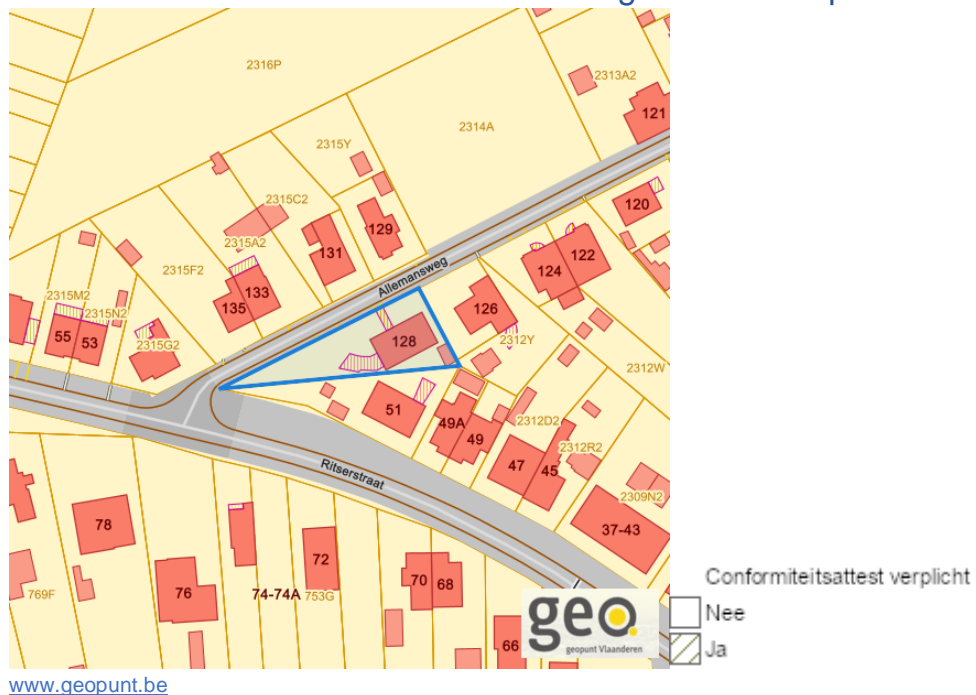 2316P
2313A2
121
2314A
2315Y
2315C2
120
129
2315A2
131
122
124
2315F2
Allemansweg
133
135
2315M2
126
2315N2
55
53
128
2312Y
2315G2
2312W
51
49A
49
2312D2
2312R2
47
45
Ritserstraat
2309N2
78
37-43
72
70
68
769F
76
74-74A
753G
66
geo.
geopunt Vlaanderen
Conformiteitsattest verplicht
Nee
Ja
www.geopunt.be